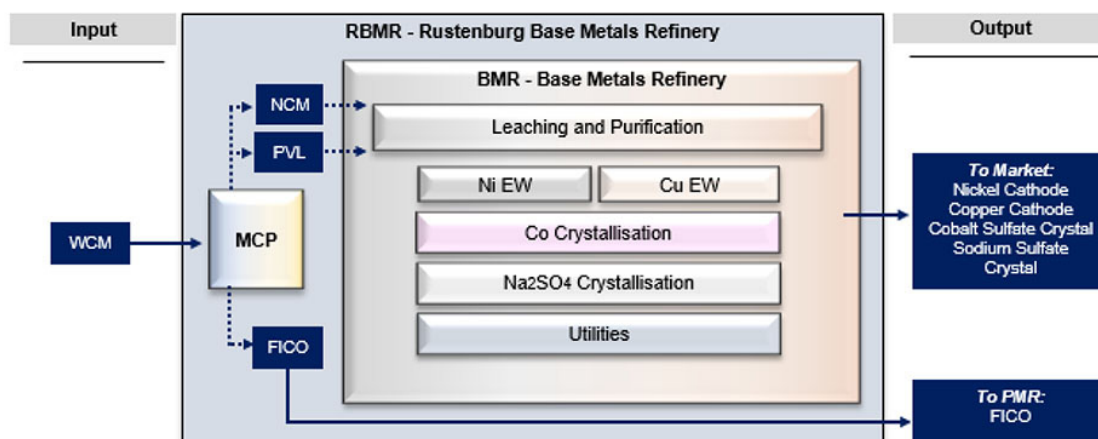 Input
RBMR - Rustenburg Base Metals Refinery
Output
BMR - Base Metals Refinery
NCM
Leaching and Purification
PVL
Ni EW
Cu EW
WCM
MCP
Co Crystallisation
Na2SO4 Crystallisation
FICO
Utilities
To Market:
Nickel Cathode
Copper Cathode
Cobalt Sulfate Crystal
Sodium Sulfate
Crystal
To PMR:
FICO